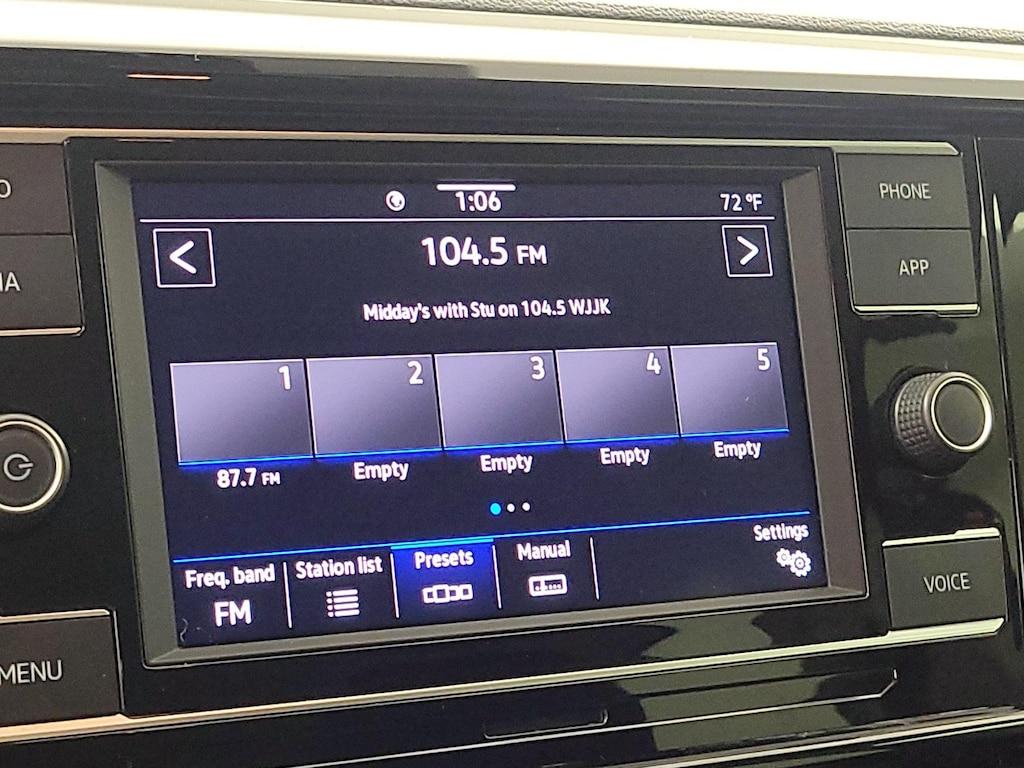 1:06
72 °F
<
104.5 FM
>
Midday's with Stu on 104.5 WJJK
1
2
3
4
5
87.7 FM
Empty
Empty
Empty
Empty
Freq. band
FM
Station list
Presets
Manual
Settings
PHONE
APP
VOICE
MENU